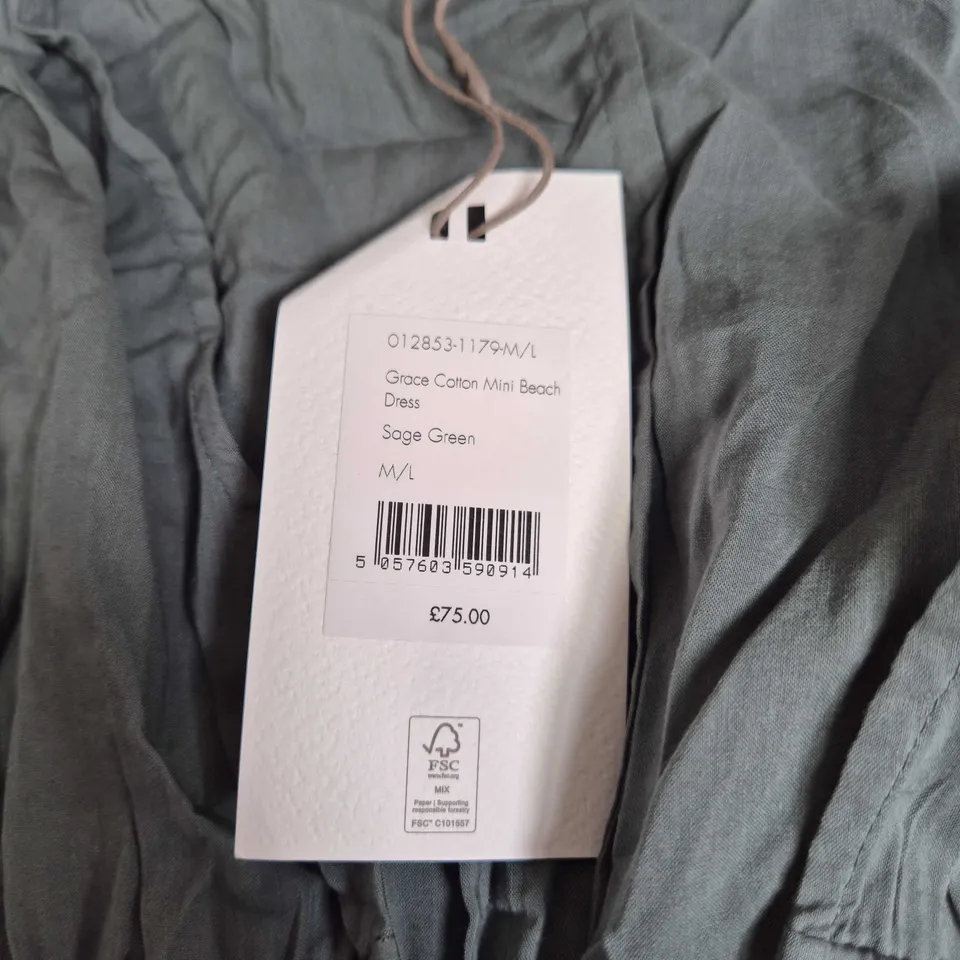 012853-1179-M/L
Grace Cotton Mini Beach
Dress
Sage Green
M/L
5 057603 590914
£75.00
FSC
www.fsc.org
MIX
Paper | Supporting
responsible forestry
FSC™ C101557